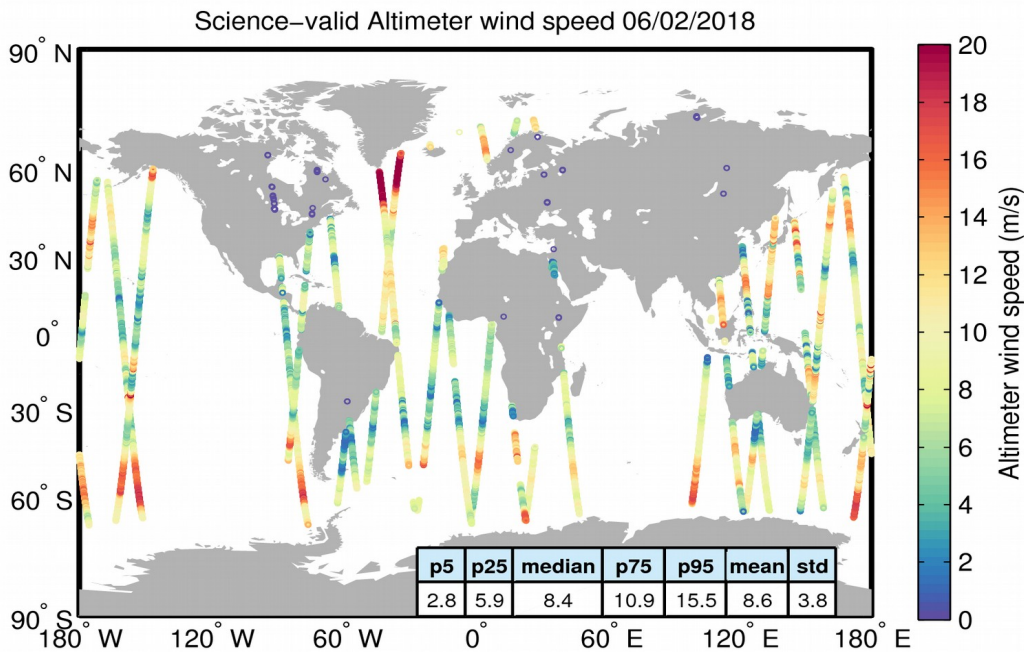 Science−valid Altimeter wind speed 06/02/2018
90° N
60° N
30° N
0°
30° S
60° S
90° S
180° W
120° W
60° W
0°
60° E
120° E
180° E
p5 p25 median p75 p95 mean std
2.8 5.9 8.4 10.9 15.5 8.6 3.8
20
18
16
14
12
10
8
6
4
2
0
Altimeter wind speed (m/s)